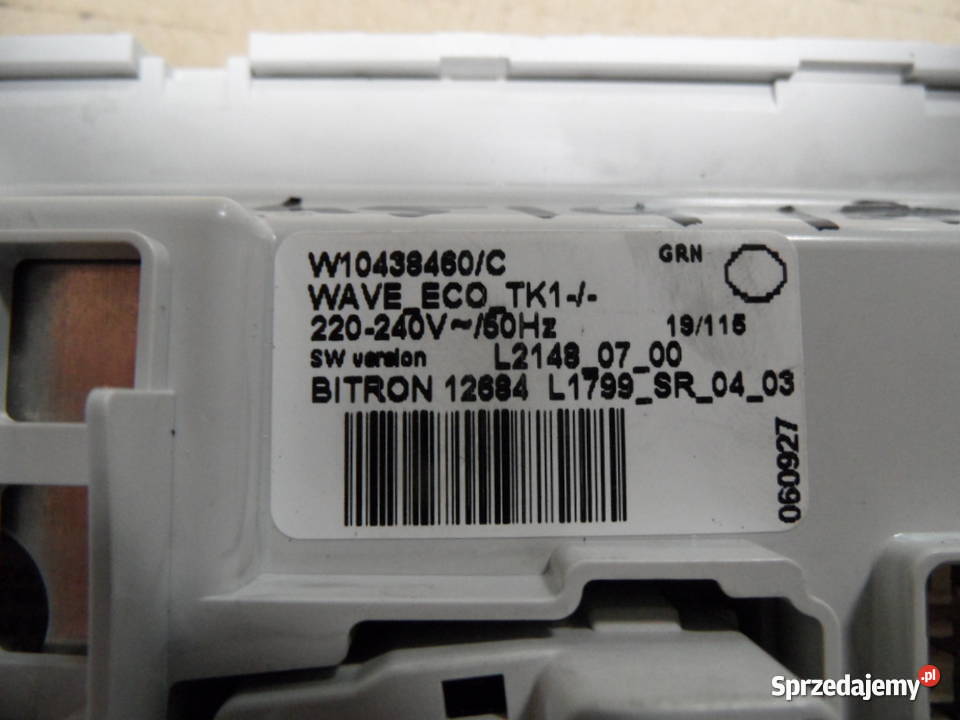 W10438460/C
GRN
WAVE_ECO_TK1-/-
220-240V~/50Hz
19/115
SW version L2148_07_00
BITRON 12684 L1799_SR_04_03
060927
Sprzedajemy.pl